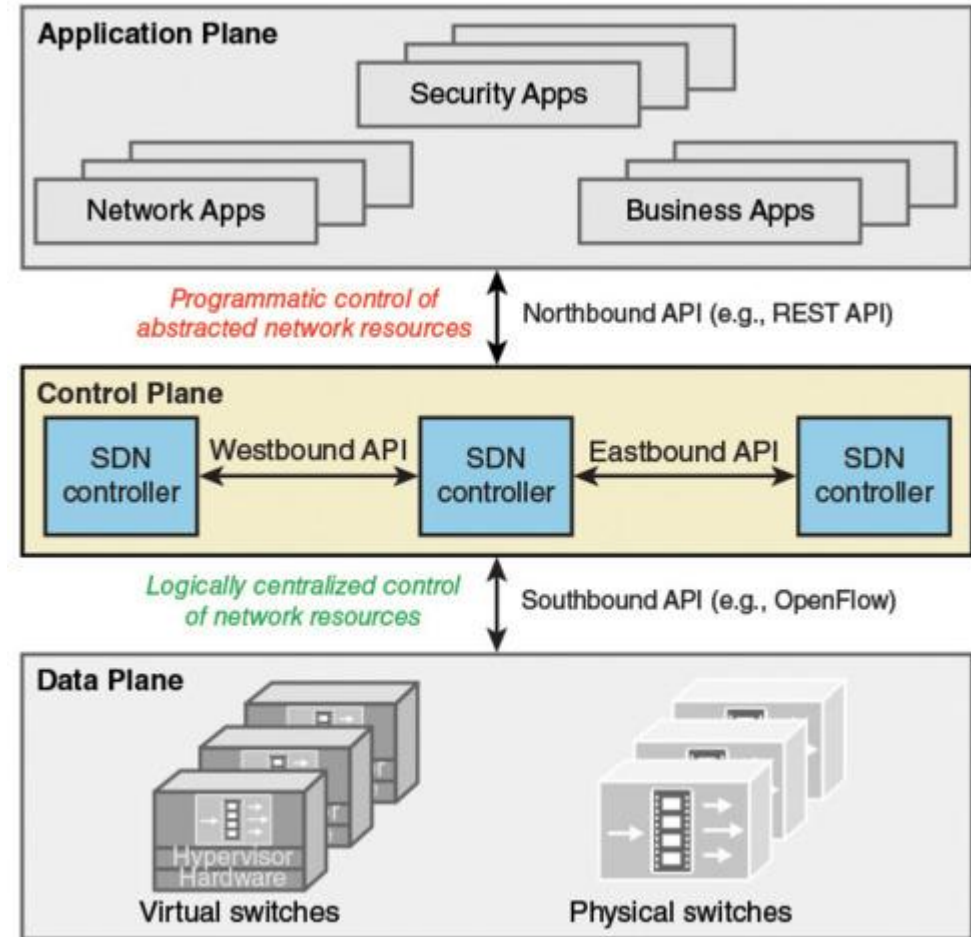 Application Plane
Security Apps
Network Apps
Business Apps
Programmatic control of
abstracted network resources
Northbound API (e.g., REST API)
Control Plane
SDN
controller
Westbound API
SDN
controller
Eastbound API
SDN
controller
Logically centralized control
of network resources
Southbound API (e.g., OpenFlow)
Data Plane
Hypervisor
Hardware
Virtual switches
Physical switches